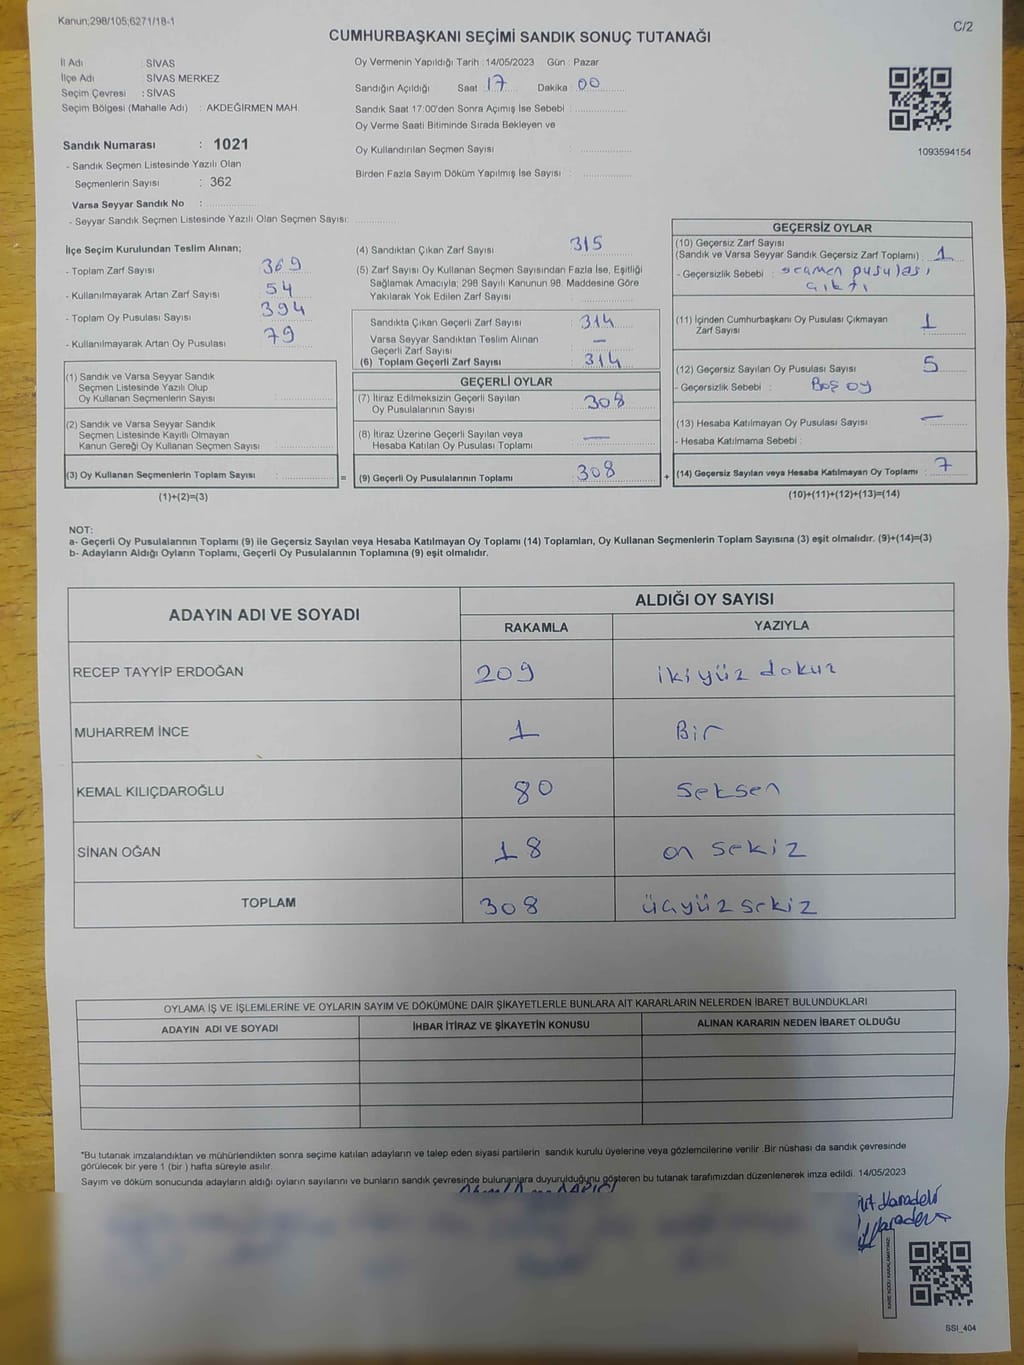 Kanun;298/105;6271/18-1
C/2
CUMHURBAŞKANI SEÇİMİ SANDIK SONUÇ TUTANAĞI
İl Adı : SİVAS
İlçe Adı : SİVAS MERKEZ
Seçim Çevresi : SİVAS
Seçim Bölgesi (Mahalle Adı) : AKDEĞİRMEN MAH.
Sandık Numarası : 1021
- Sandık Seçmen Listesinde Yazılı Olan
Seçmenlerin Sayısı : 362
Varsa Seyyar Sandık No :
- Seyyar Sandık Seçmen Listesinde Yazılı Olan Seçmen Sayısı:
Oy Vermenin Yapıldığı Tarih : 14/05/2023 Gün : Pazar
Sandığın Açıldığı Saat 17 Dakika 00
Sandık Saat 17:00'den Sonra Açımış İse Sebebi :
Oy Verme Saati Bitiminde Sırada Bekleyen ve
Oy Kullandırılan Seçmen Sayısı :
Birden Fazla Sayım Döküm Yapılmış İse Sayısı :
1093594154
İlçe Seçim Kurulundan Teslim Alınan;
- Toplam Zarf Sayısı 369
- Kullanılmayarak Artan Zarf Sayısı : 54
- Toplam Oy Pusulası Sayısı : 394
- Kullanılmayarak Artan Oy Pusulası : 79
(1) Sandık ve Varsa Seyyar Sandık
Seçmen Listesinde Yazılı Olup
Oy Kullanan Seçmenlerin Sayısı :
(2) Sandık ve Varsa Seyyar Sandık
Seçmen Listesinde Kayıtlı Olmayan
Kanun Gereği Oy Kullanan Seçmen Sayısı :
(3) Oy Kullanan Seçmenlerin Toplam Sayısı :
(1)+(2)=(3)
(4) Sandıktan Çıkan Zarf Sayısı : 315
(5) Zarf Sayısı Oy Kullanan Seçmen Sayısından Fazla İse, Eşitliği
Sağlamak Amacıyla; 298 Sayılı Kanunun 98. Maddesine Göre
Yakılarak Yok Edilen Zarf Sayısı :
Sandıkta Çıkan Geçerli Zarf Sayısı : 314
Varsa Seyyar Sandıktan Teslim Alınan
Geçerli Zarf Sayısı : —
(6) Toplam Geçerli Zarf Sayısı : 314
GEÇERLİ OYLAR
(7) İtiraz Edilmeksizin Geçerli Sayılan
Oy Pusulalarının Sayısı : 308
(8) İtiraz Üzerine Geçerli Sayılan veya
Hesaba Katılan Oy Pusulası Toplamı : —
= (9) Geçerli Oy Pusulalarının Toplamı : 308
GEÇERSİZ OYLAR
(10) Geçersiz Zarf Sayısı
(Sandık ve Varsa Seyyar Sandık Geçersiz Zarf Toplamı) : 1
- Geçersizlik Sebebi : seçmen pusulası
çıktı
(11) İçinden Cumhurbaşkanı Oy Pusulası Çıkmayan
Zarf Sayısı : 1
(12) Geçersiz Sayılan Oy Pusulası Sayısı : 5
- Geçersizlik Sebebi : Boş oy
(13) Hesaba Katılmayan Oy Pusulası Sayısı : —
- Hesaba Katılmama Sebebi :
+ (14) Geçersiz Sayılan veya Hesaba Katılmayan Oy Toplamı : 7
(10)+(11)+(12)+(13)=(14)
NOT:
a- Geçerli Oy Pusulalarının Toplamı (9) ile Geçersiz Sayılan veya Hesaba Katılmayan Oy Toplamı (14) Toplamları, Oy Kullanan Seçmenlerin Toplam Sayısına (3) eşit olmalıdır. (9)+(14)=(3)
b- Adayların Aldığı Oyların Toplamı, Geçerli Oy Pusulalarının Toplamına (9) eşit olmalıdır.
ADAYIN ADI VE SOYADI
ALDIĞI OY SAYISI
RAKAMLA YAZIYLA
RECEP TAYYİP ERDOĞAN 209 iki yüz dokuz
MUHARREM İNCE 1 Bir
KEMAL KILIÇDAROĞLU 80 seksen
SİNAN OĞAN 18 on sekiz
TOPLAM 308 üçyüz sekiz
OYLAMA İŞ VE İŞLEMLERİNE VE OYLARIN SAYIM VE DÖKÜMÜNE DAİR ŞİKAYETLERLE BUNLARA AİT KARARLARIN NELERDEN İBARET BULUNDUKLARI
ADAYIN ADI VE SOYADI İHBAR İTİRAZ VE ŞİKAYETİN KONUSU ALINAN KARARIN NEDEN İBARET OLDUĞU
*Bu tutanak imzalandıktan ve mühürlendikten sonra seçime katılan adayların ve talep eden siyasi partilerin sandık kurulu üyelerine veya gözlemcilerine verilir. Bir nüshası da sandık çevresinde
görülecek bir yere 1 (bir ) hafta süreyle asılır.
Sayım ve döküm sonucunda adayların aldığı oyların sayılarını ve bunların sandık çevresinde bulunanlara duyurulduğunu gösteren bu tutanak tarafımızdan düzenlenerek imza edildi. 14/05/2023
SSI_404